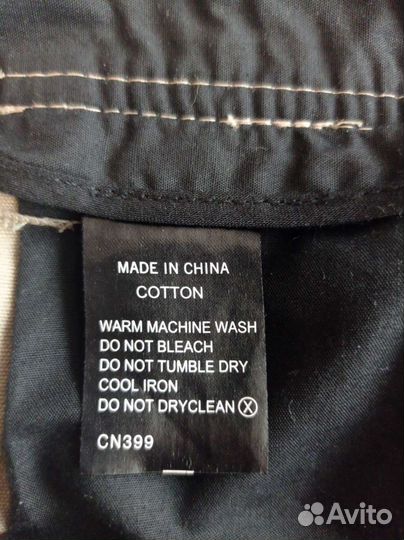 MADE IN CHINA
COTTON
WARM MACHINE WASH
DO NOT BLEACH
DO NOT TUMBLE DRY
COOL IRON
DO NOT DRYCLEAN Ⓧ
CN399
Avito